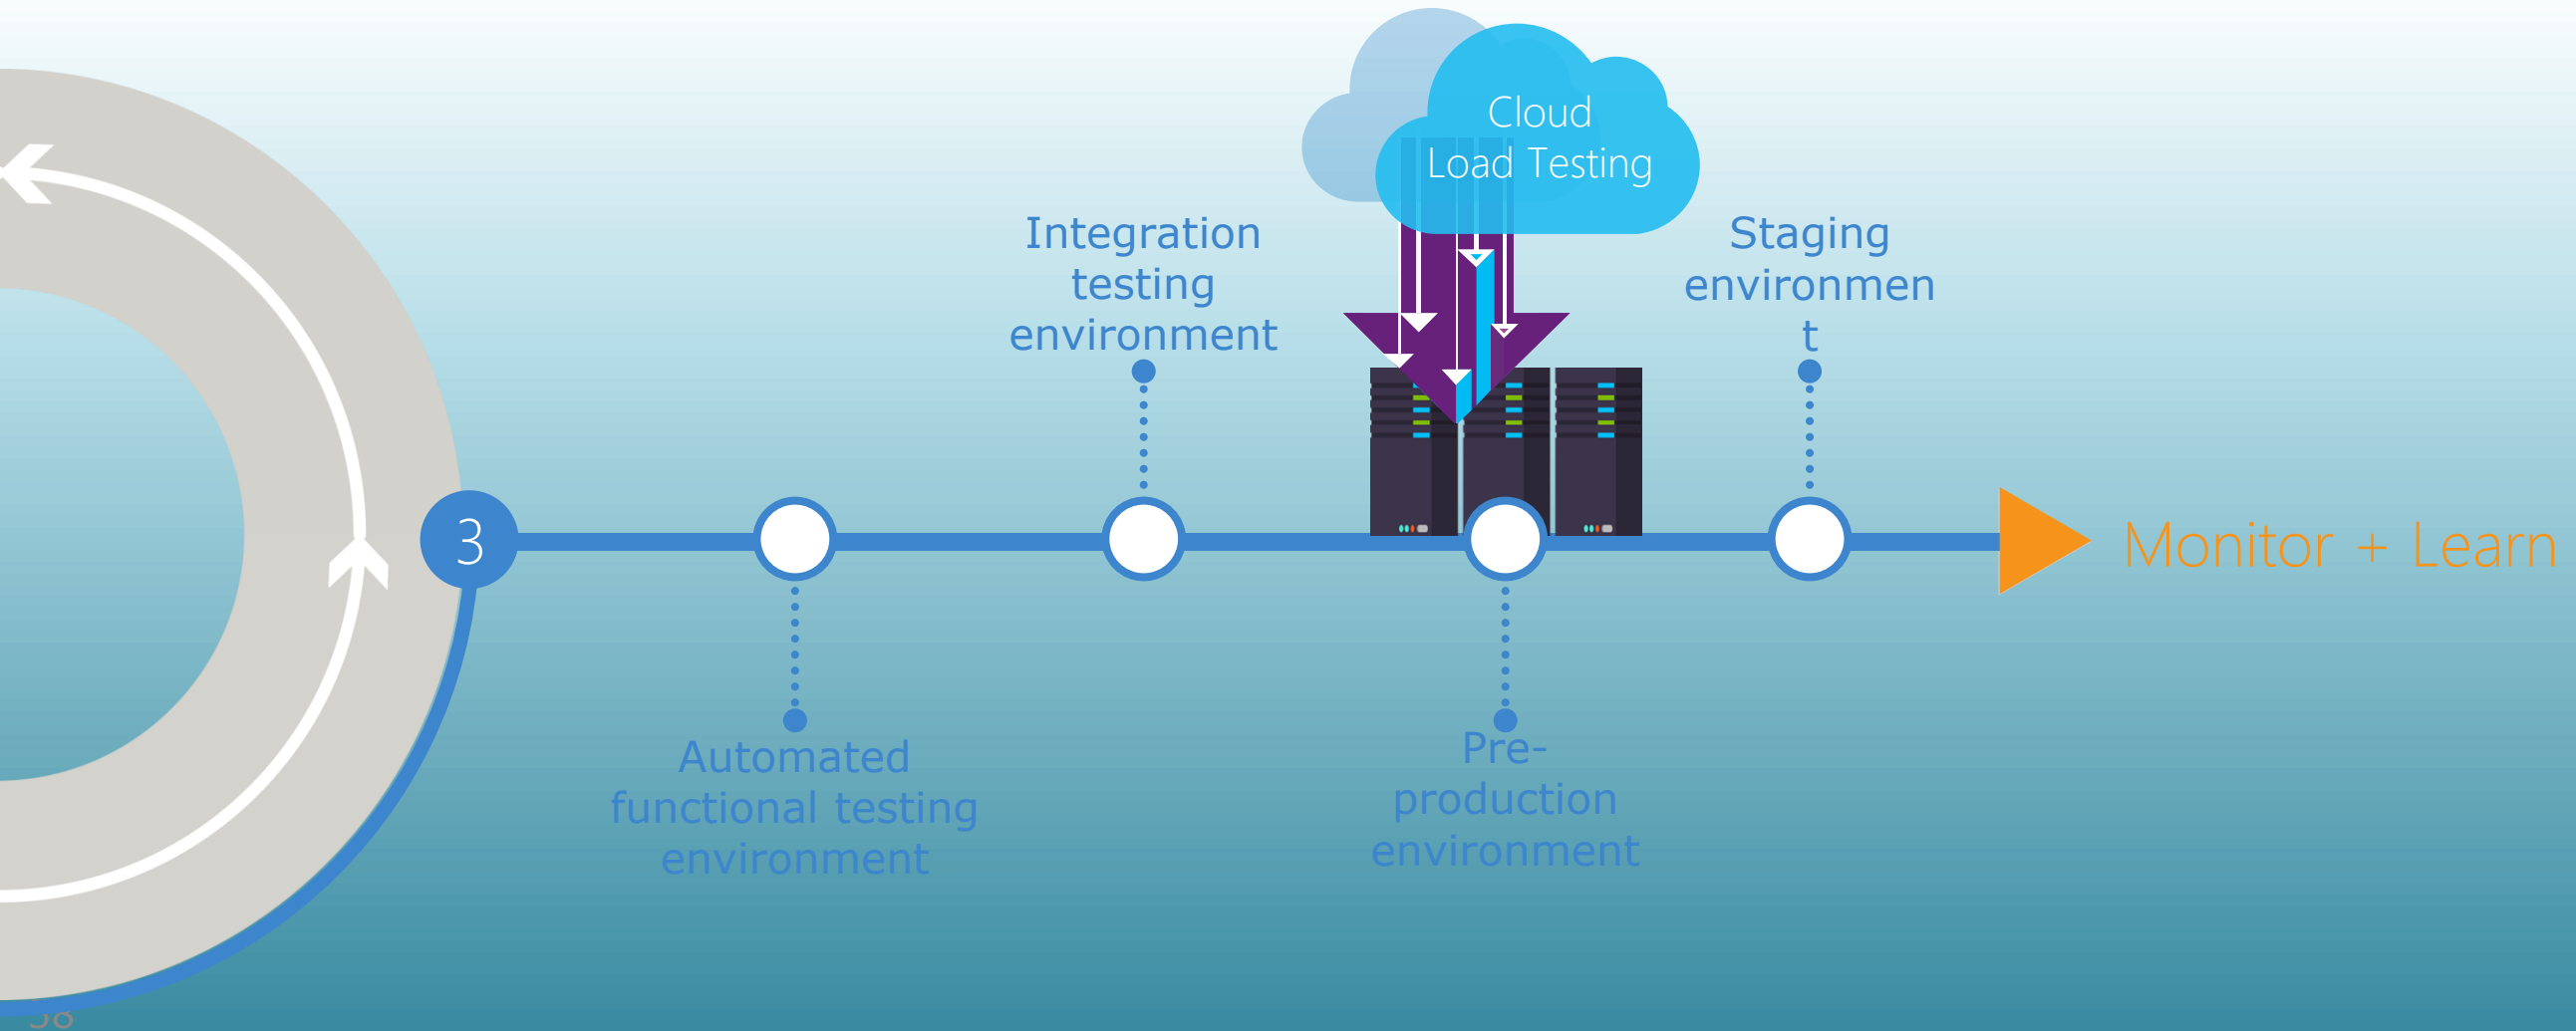 Cloud
Load Testing
Integration
testing
environment
Staging
environmen
t
3
Monitor + Learn
Automated
functional testing
environment
Pre-
production
environment